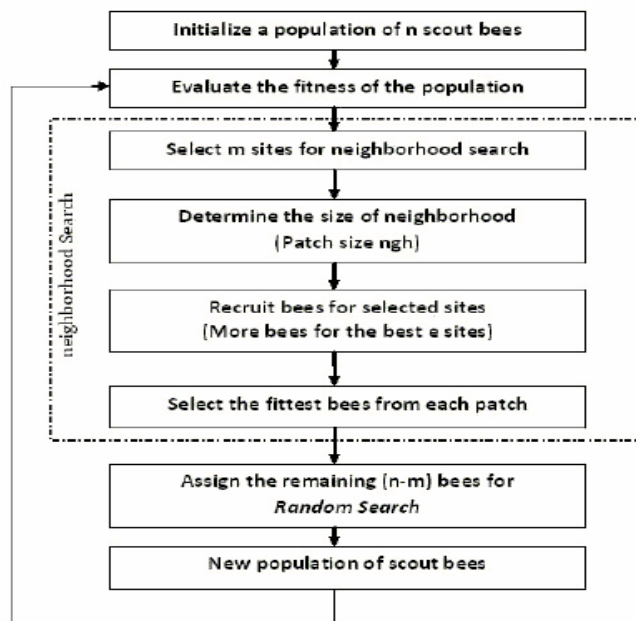 Initialize a population of n scout bees
Evaluate the fitness of the population
neighborhood Search
Select m sites for neighborhood search
Determine the size of neighborhood
(Patch size ngh)
Recruit bees for selected sites
(More bees for the best e sites)
Select the fittest bees from each patch
Assign the remaining (n-m) bees for
Random Search
New population of scout bees